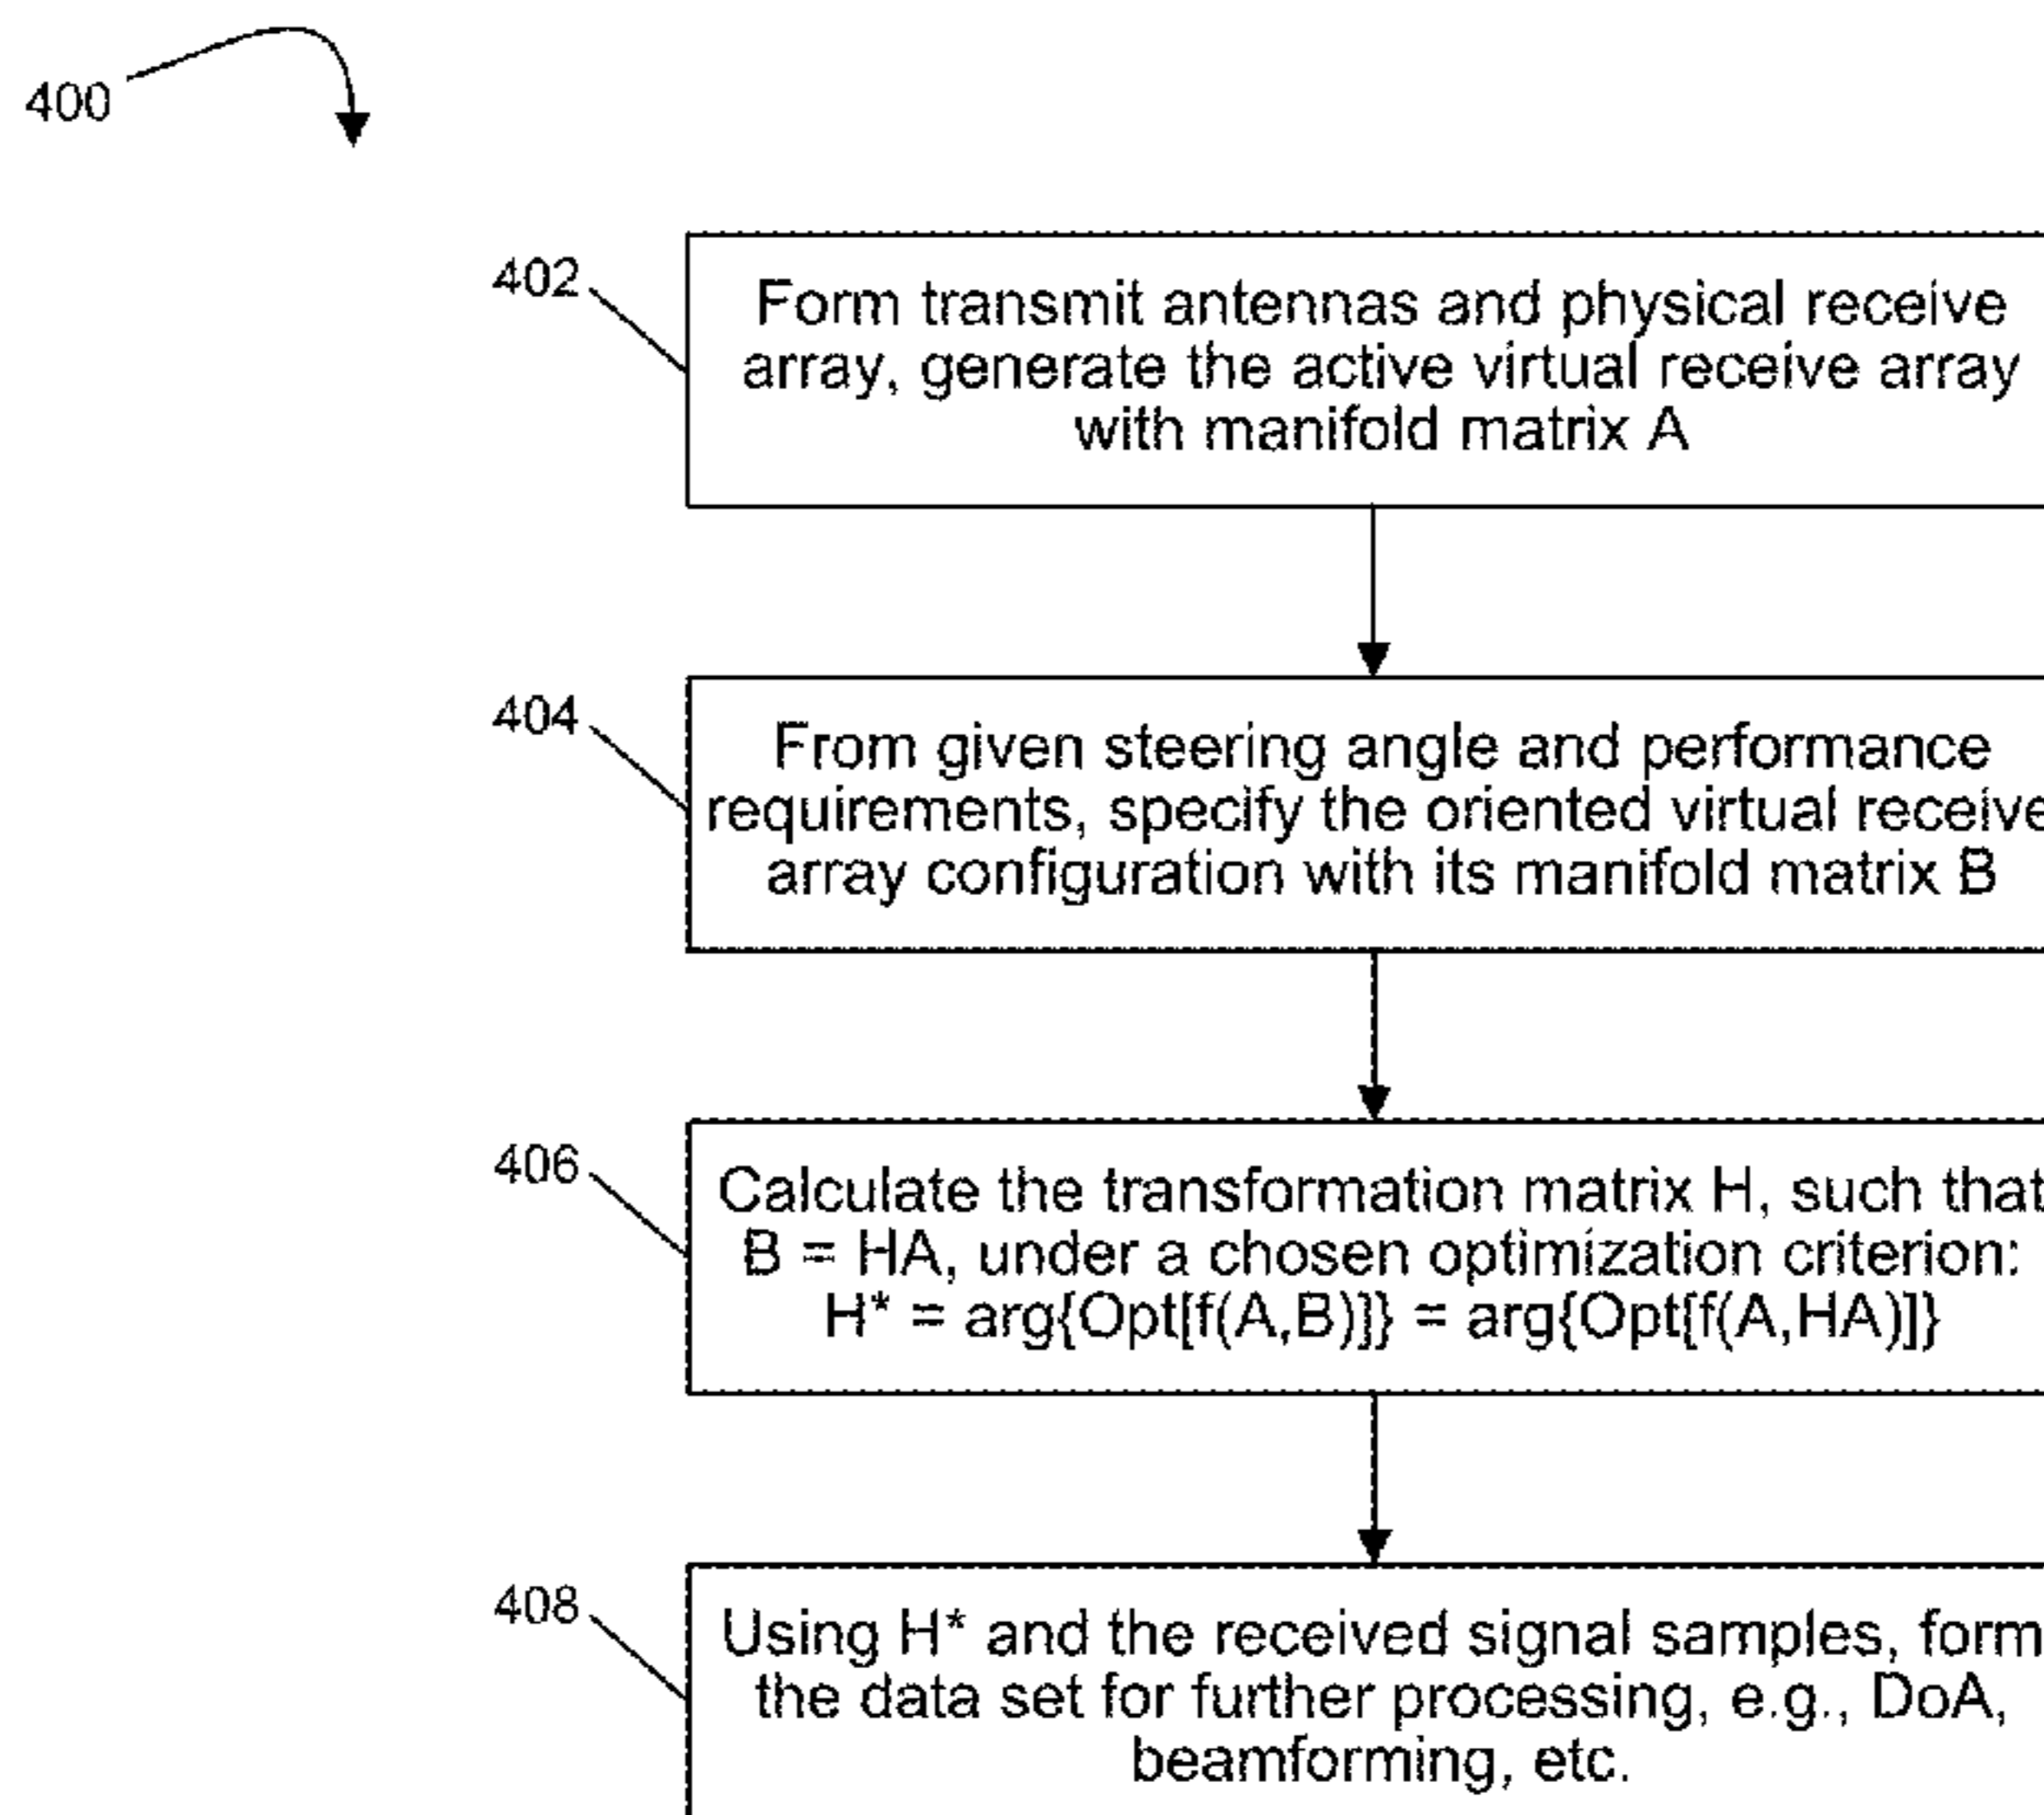 400
402
Form transmit antennas and physical receive
array, generate the active virtual receive array
with manifold matrix A
404
From given steering angle and performance
requirements, specify the oriented virtual receive
array configuration with its manifold matrix B
406
Calculate the transformation matrix H, such that
B = HA, under a chosen optimization criterion:
H* = arg{Opt[f(A,B)]} = arg{Opt[f(A,HA)]}
408
Using H* and the received signal samples, form
the data set for further processing, e.g., DoA,
beamforming, etc.